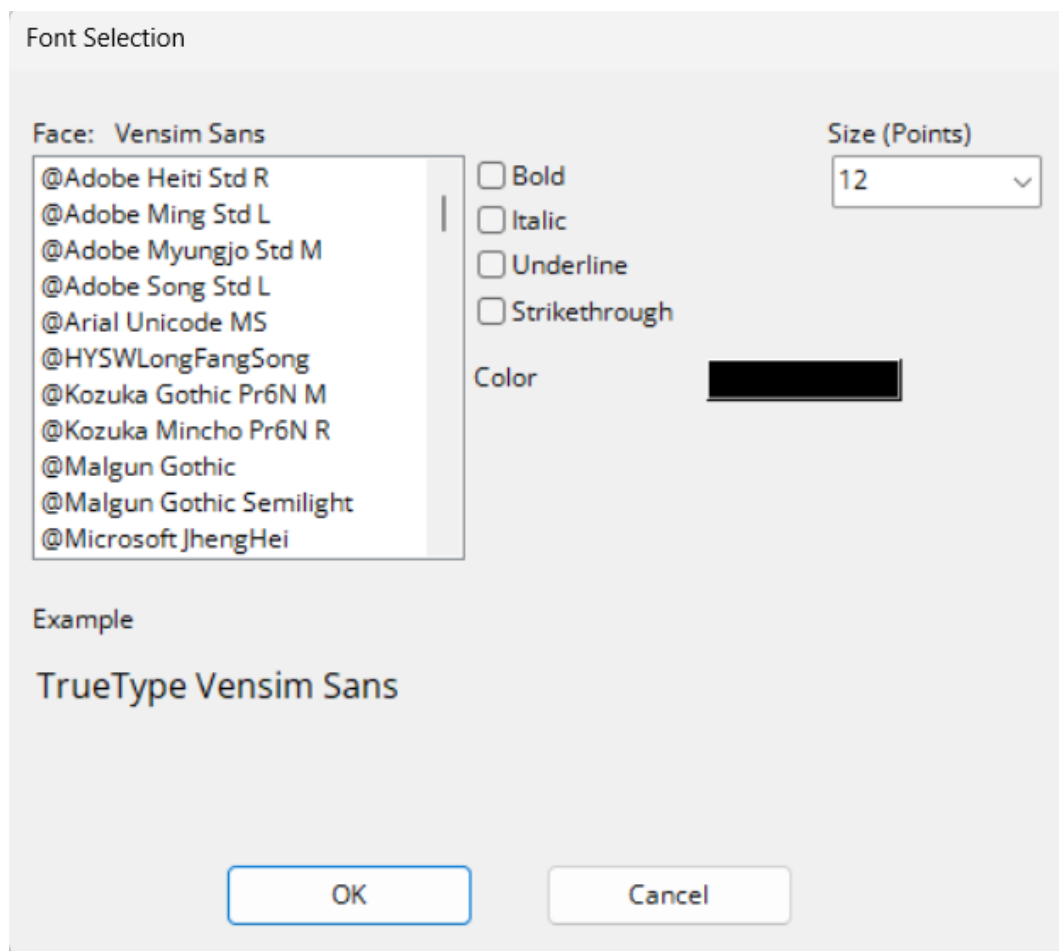 Font Selection
Face: Vensim Sans
Size (Points)
@Adobe Heiti Std R
@Adobe Ming Std L
@Adobe Myungjo Std M
@Adobe Song Std L
@Arial Unicode MS
@HYSWLongFangSong
@Kozuka Gothic Pr6N M
@Kozuka Mincho Pr6N R
@Malgun Gothic
@Malgun Gothic Semilight
@Microsoft JhengHei
Bold
Italic
Underline
Strikethrough
12
Color
Example
TrueType Vensim Sans
OK
Cancel